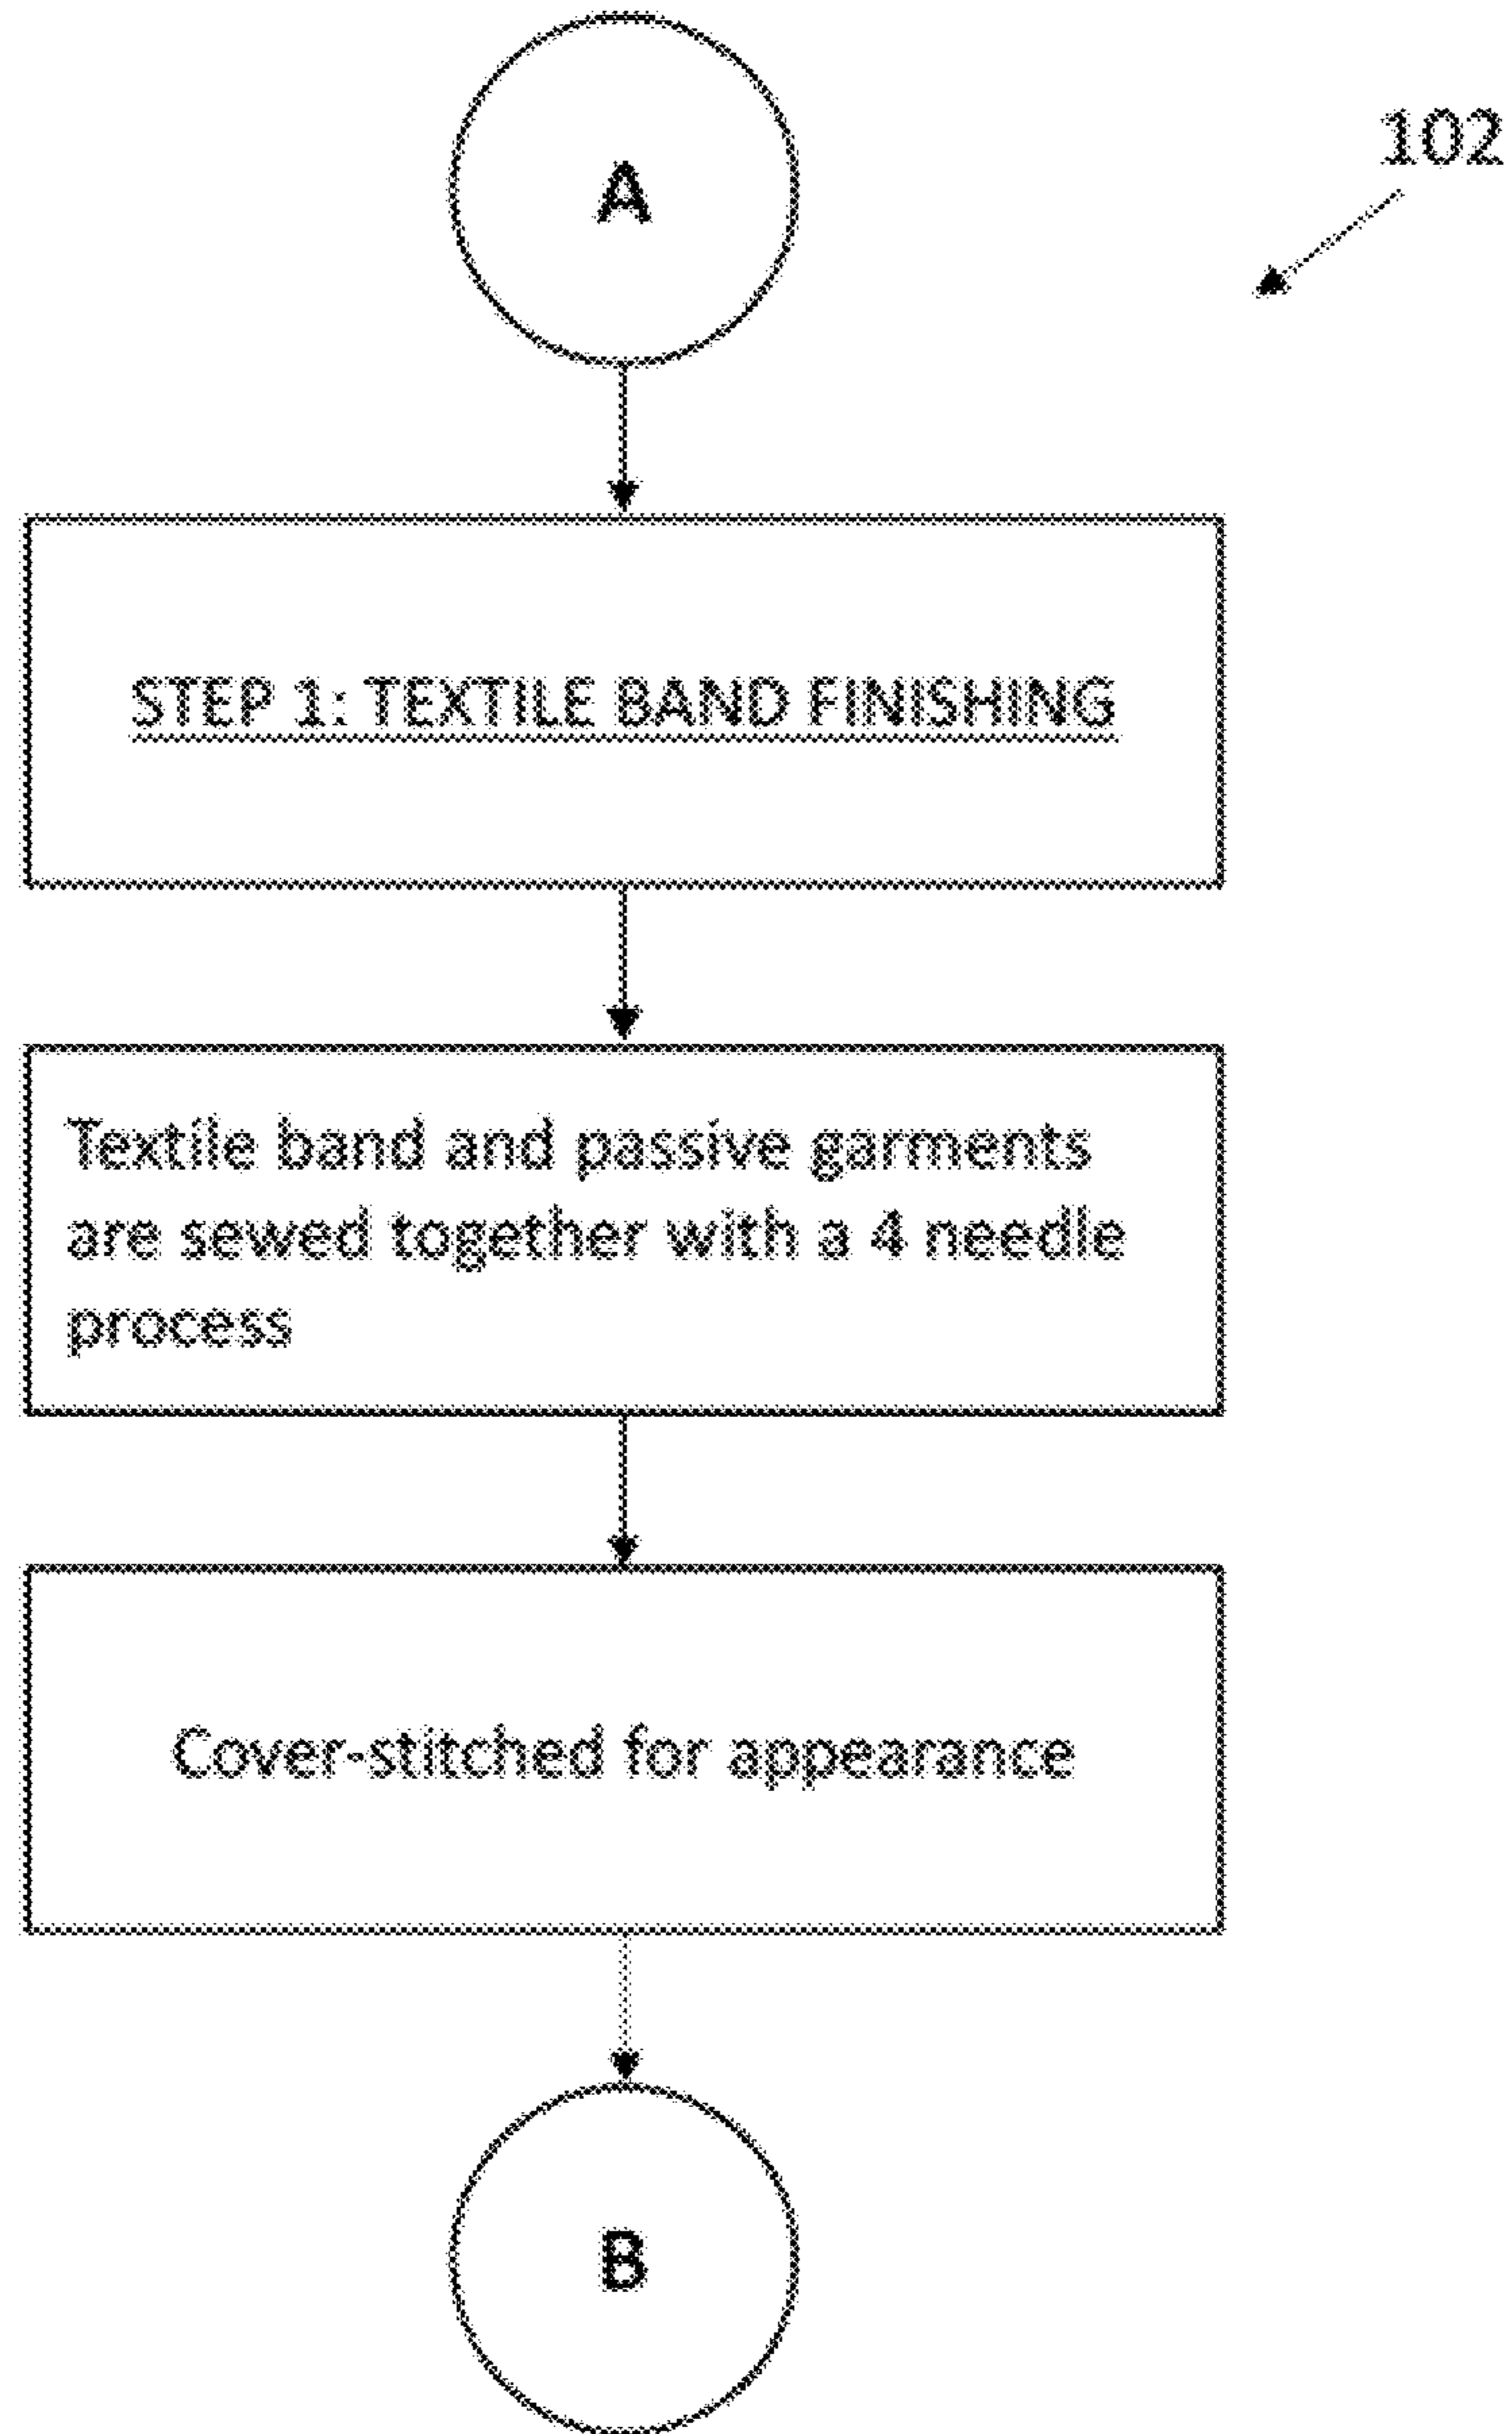 A
102
STEP 1: TEXTILE BAND FINISHING
Textile band and passive garments
are sewed together with a 4 needle
process
Cover-stitched for appearance
B